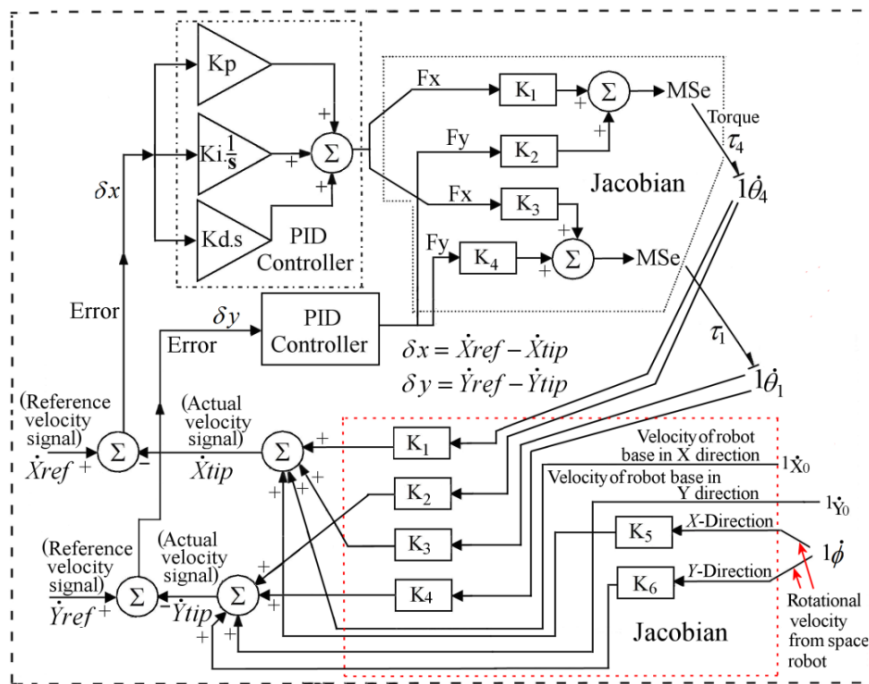 Kp
Ki.1/s
Kd.s
Σ
+
+
+
PID
Controller
δx
Error
Fx
K1
Σ
+
+
MSe
Torque
τ4
1θ̇4
Fy
K2
Jacobian
Fx
K3
Fy
K4
Σ
+
+
MSe
τ1
1θ̇1
δy
Error
PID
Controller
δx = Ẋref − Ẋtip
δy = Ẏref − Ẏtip
(Reference
velocity
signal)
Ẋref +
Σ
−
(Actual
velocity
signal)
Ẋtip
Σ
+
+
+
+
K1
K2
K3
K4
Velocity of robot
base in X direction
1Ẋ0
Velocity of robot base in
Y direction
1Ẏ0
K5
X-Direction
K6
Y-Direction
1ϕ̇
Rotational
velocity
from space
robot
Jacobian
(Reference
velocity
signal)
Ẏref +
Σ
−
(Actual
velocity
signal)
Ẏtip
Σ
+
+
+
+